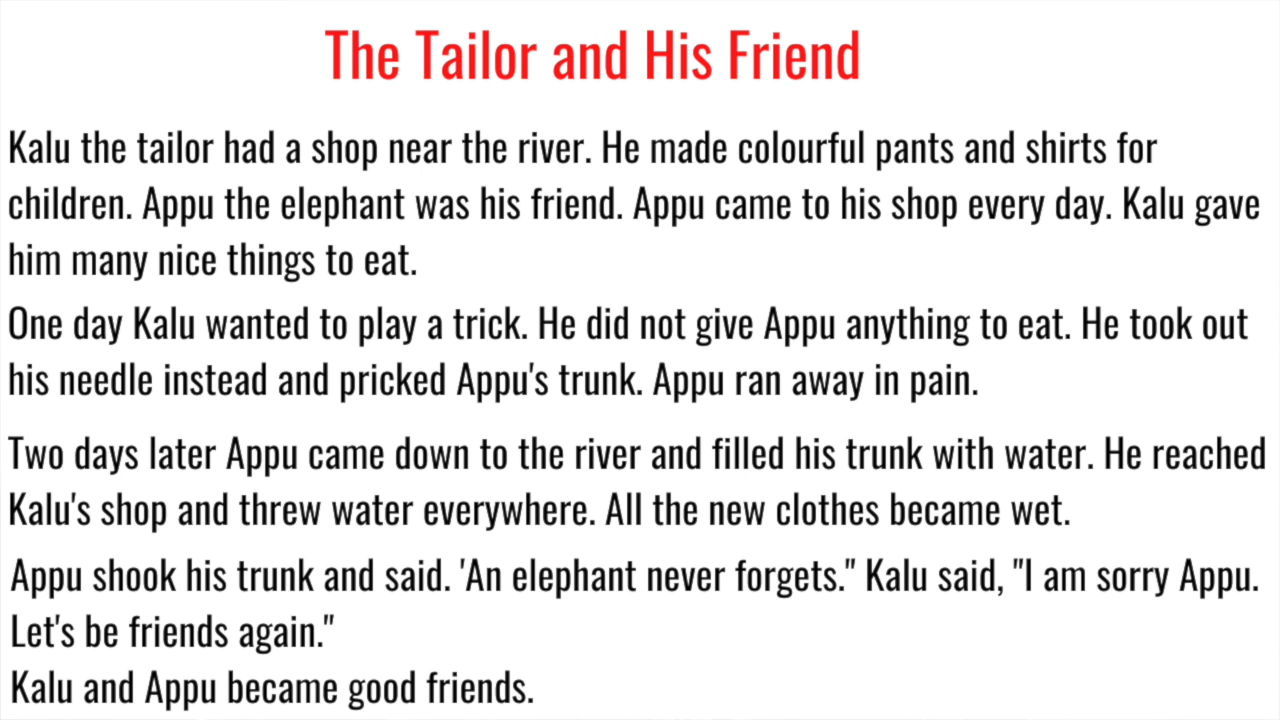 The Tailor and His Friend
Kalu the tailor had a shop near the river. He made colourful pants and shirts for
children. Appu the elephant was his friend. Appu came to his shop every day. Kalu gave
him many nice things to eat.
One day Kalu wanted to play a trick. He did not give Appu anything to eat. He took out
his needle instead and pricked Appu's trunk. Appu ran away in pain.
Two days later Appu came down to the river and filled his trunk with water. He reached
Kalu's shop and threw water everywhere. All the new clothes became wet.
Appu shook his trunk and said. 'An elephant never forgets." Kalu said, "I am sorry Appu.
Let's be friends again."
Kalu and Appu became good friends.